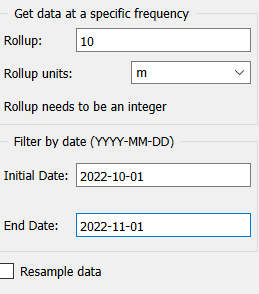 Get data at a specific frequency
Rollup: 10
Rollup units: m
Rollup needs to be an integer
Filter by date (YYYY-MM-DD)
Initial Date: 2022-10-01
End Date: 2022-11-01
Resample data